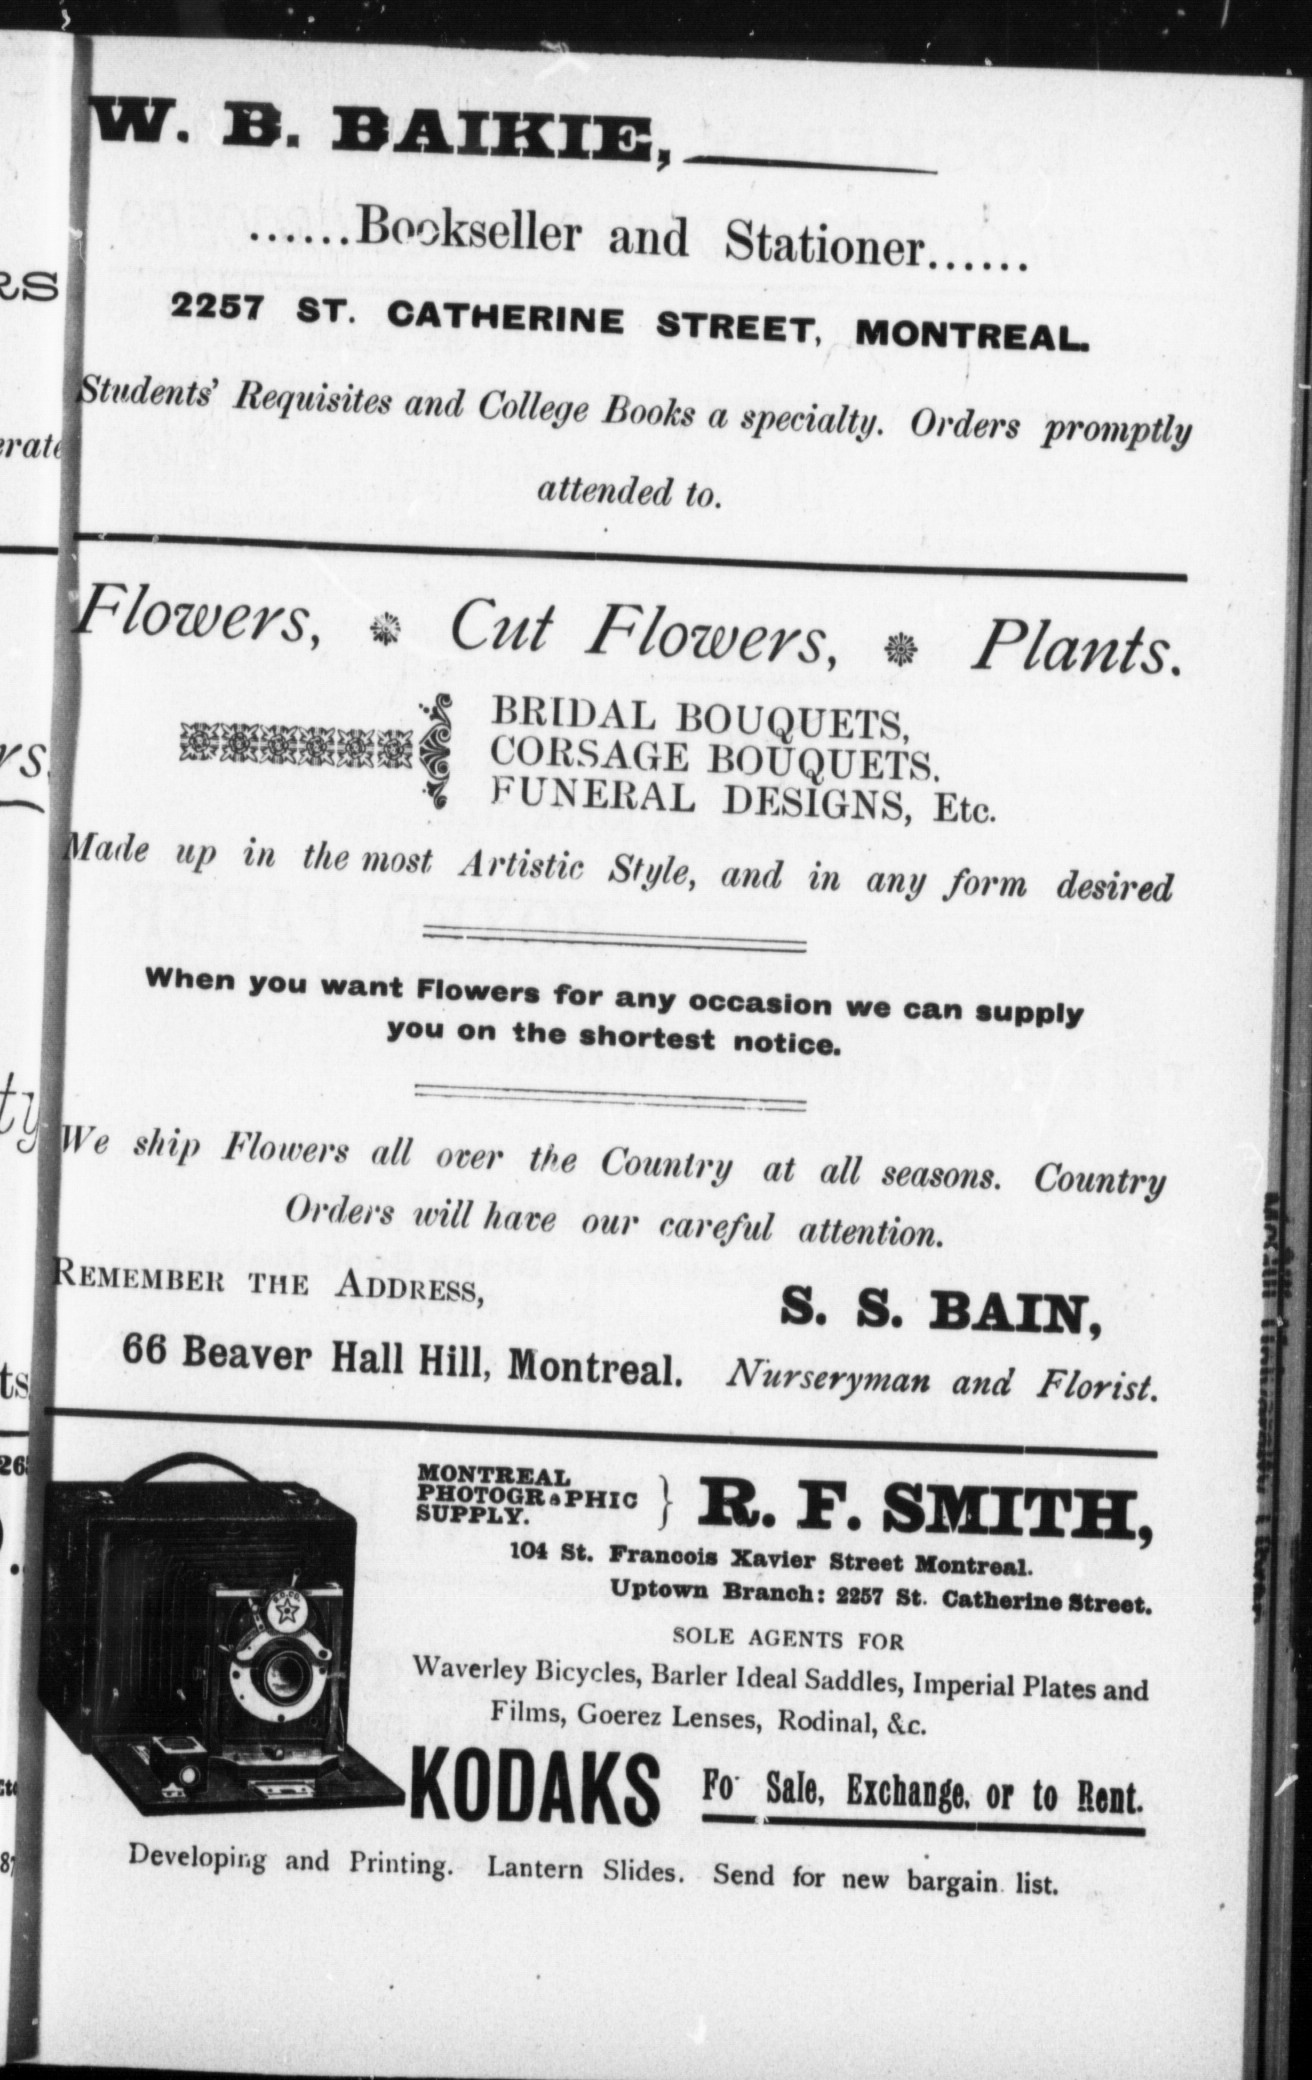 W. B. BAIKIE,
......Bookseller and Stationer......
2257 ST. CATHERINE STREET, MONTREAL.
Students' Requisites and College Books a specialty. Orders promptly
attended to.
Flowers, Cut Flowers, Plants.
BRIDAL BOUQUETS,
CORSAGE BOUQUETS.
FUNERAL DESIGNS, Etc.
Made up in the most Artistic Style, and in any form desired
When you want Flowers for any occasion we can supply
you on the shortest notice.
We ship Flowers all over the Country at all seasons. Country
Orders will have our careful attention.
REMEMBER THE ADDRESS,
66 Beaver Hall Hill, Montreal.
S. S. BAIN,
Nurseryman and Florist.
MONTREAL
PHOTOGRaPHIC
SUPPLY.
} R. F. SMITH,
104 St. Francois Xavier Street Montreal.
Uptown Branch: 2257 St. Catherine Street.
SOLE AGENTS FOR
Waverley Bicycles, Barler Ideal Saddles, Imperial Plates and
Films, Goerez Lenses, Rodinal, &c.
KODAKS Fo Sale, Exchange, or to Rent.
Developing and Printing. Lantern Slides. Send for new bargain list.